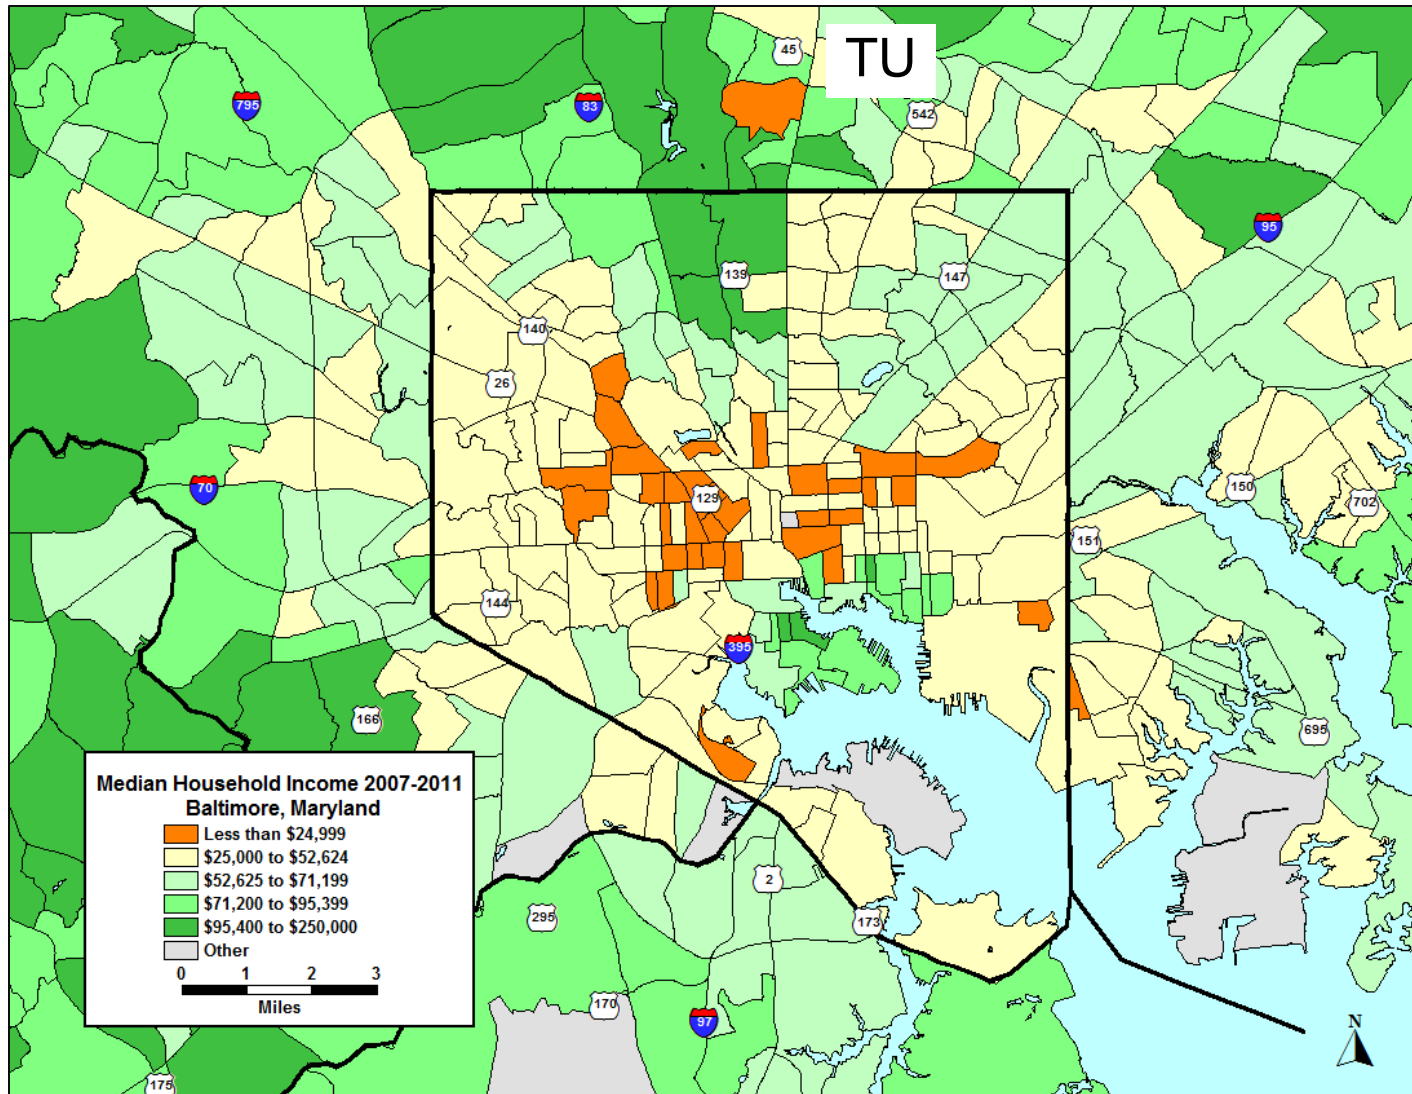 45
TU
795
83
542
95
139
147
140
26
70
129
150
702
151
144
395
166
695
Median Household Income 2007-2011
Baltimore, Maryland
Less than $24,999
$25,000 to $52,624
$52,625 to $71,199
$71,200 to $95,399
$95,400 to $250,000
Other
0 1 2 3
Miles
2
295
173
170
97
N
175